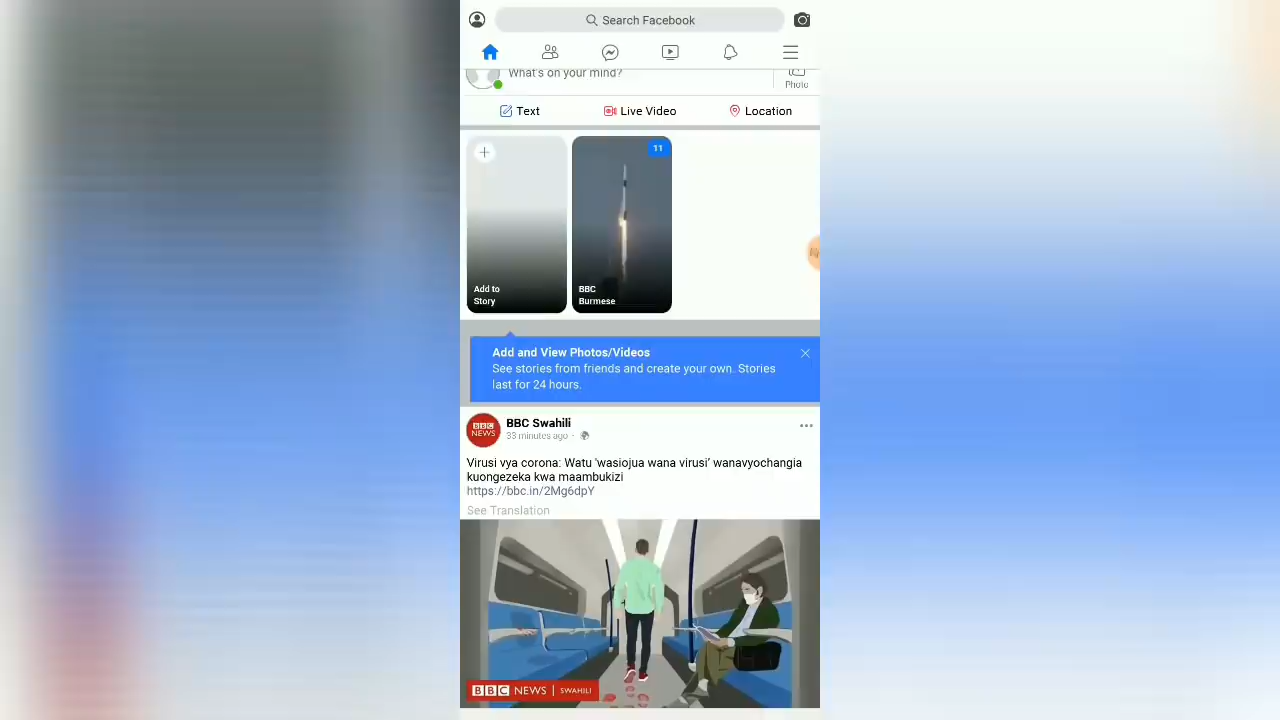 Search Facebook
What's on your mind?
Photo
Text
Live Video
Location
11
Add to
Story
BBC
Burmese
Add and View Photos/Videos
See stories from friends and create your own. Stories
last for 24 hours.
BBC
NEWS
BBC Swahili
33 minutes ago ·
Virusi vya corona: Watu 'wasiojua wana virusi' wanavyochangia
kuongezeka kwa maambukizi
https://bbc.in/2Mg6dpY
See Translation
BBC NEWS | SWAHILI